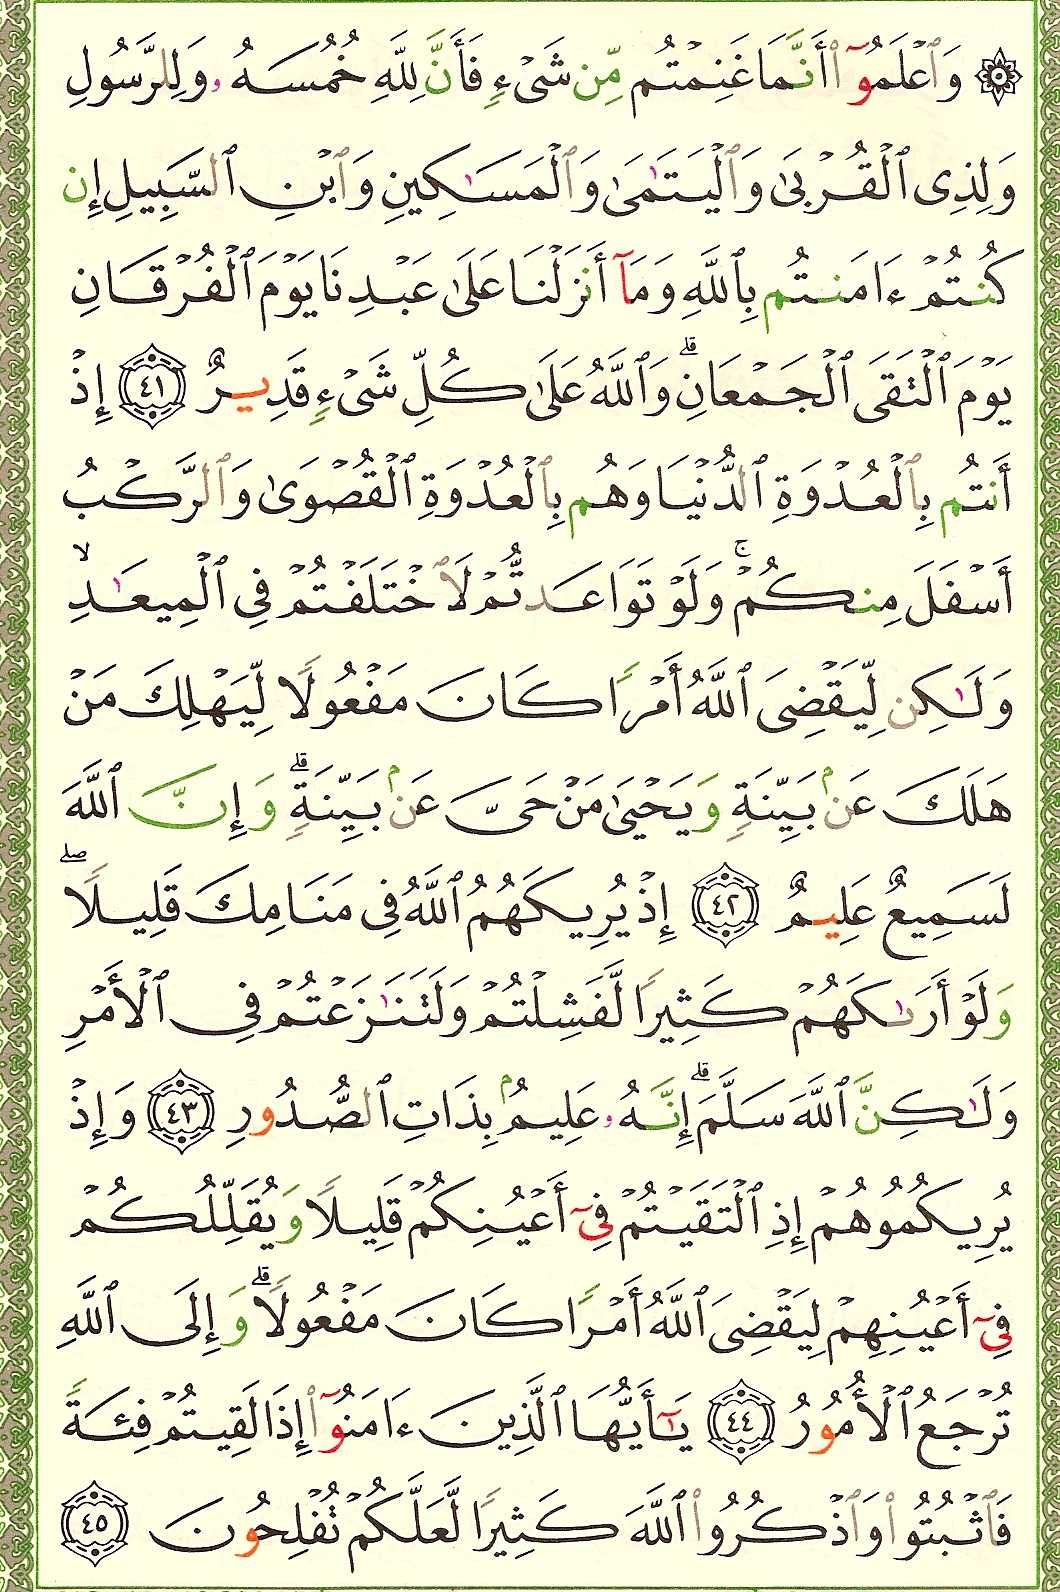 ۞ وَٱعْلَمُوٓا۟ أَنَّمَا غَنِمْتُم مِّن شَىْءٍ فَأَنَّ لِلَّهِ خُمُسَهُۥ وَلِلرَّسُولِ
وَلِذِى ٱلْقُرْبَىٰ وَٱلْيَتَـٰمَىٰ وَٱلْمَسَـٰكِينِ وَٱبْنِ ٱلسَّبِيلِ إِن
كُنتُمْ ءَامَنتُم بِٱللَّهِ وَمَآ أَنزَلْنَا عَلَىٰ عَبْدِنَا يَوْمَ ٱلْفُرْقَانِ
يَوْمَ ٱلْتَقَى ٱلْجَمْعَانِ ۗ وَٱللَّهُ عَلَىٰ كُلِّ شَىْءٍ قَدِيرٌ ٤١ إِذْ
أَنتُم بِٱلْعُدْوَةِ ٱلدُّنْيَا وَهُم بِٱلْعُدْوَةِ ٱلْقُصْوَىٰ وَٱلرَّكْبُ
أَسْفَلَ مِنكُمْ ۚ وَلَوْ تَوَاعَدتُّمْ لَٱخْتَلَفْتُمْ فِى ٱلْمِيعَـٰدِ ۙ
وَلَـٰكِن لِّيَقْضِىَ ٱللَّهُ أَمْرًا كَانَ مَفْعُولًا لِّيَهْلِكَ مَنْ
هَلَكَ عَنۢ بَيِّنَةٍ وَيَحْيَىٰ مَنْ حَىَّ عَنۢ بَيِّنَةٍ ۗ وَإِنَّ ٱللَّهَ
لَسَمِيعٌ عَلِيمٌ ٤٢ إِذْ يُرِيكَهُمُ ٱللَّهُ فِى مَنَامِكَ قَلِيلًا ۖ
وَلَوْ أَرَىٰكَهُمْ كَثِيرًا لَّفَشِلْتُمْ وَلَتَنَـٰزَعْتُمْ فِى ٱلْأَمْرِ
وَلَـٰكِنَّ ٱللَّهَ سَلَّمَ ۗ إِنَّهُۥ عَلِيمٌۢ بِذَاتِ ٱلصُّدُورِ ٤٣ وَإِذْ
يُرِيكُمُوهُمْ إِذِ ٱلْتَقَيْتُمْ فِىٓ أَعْيُنِكُمْ قَلِيلًا وَيُقَلِّلُكُمْ
فِىٓ أَعْيُنِهِمْ لِيَقْضِىَ ٱللَّهُ أَمْرًا كَانَ مَفْعُولًا ۗ وَإِلَى ٱللَّهِ
تُرْجَعُ ٱلْأُمُورُ ٤٤ يَـٰٓأَيُّهَا ٱلَّذِينَ ءَامَنُوٓا۟ إِذَا لَقِيتُمْ فِئَةً
فَٱثْبُتُوا۟ وَٱذْكُرُوا۟ ٱللَّهَ كَثِيرًا لَّعَلَّكُمْ تُفْلِحُونَ ٤٥